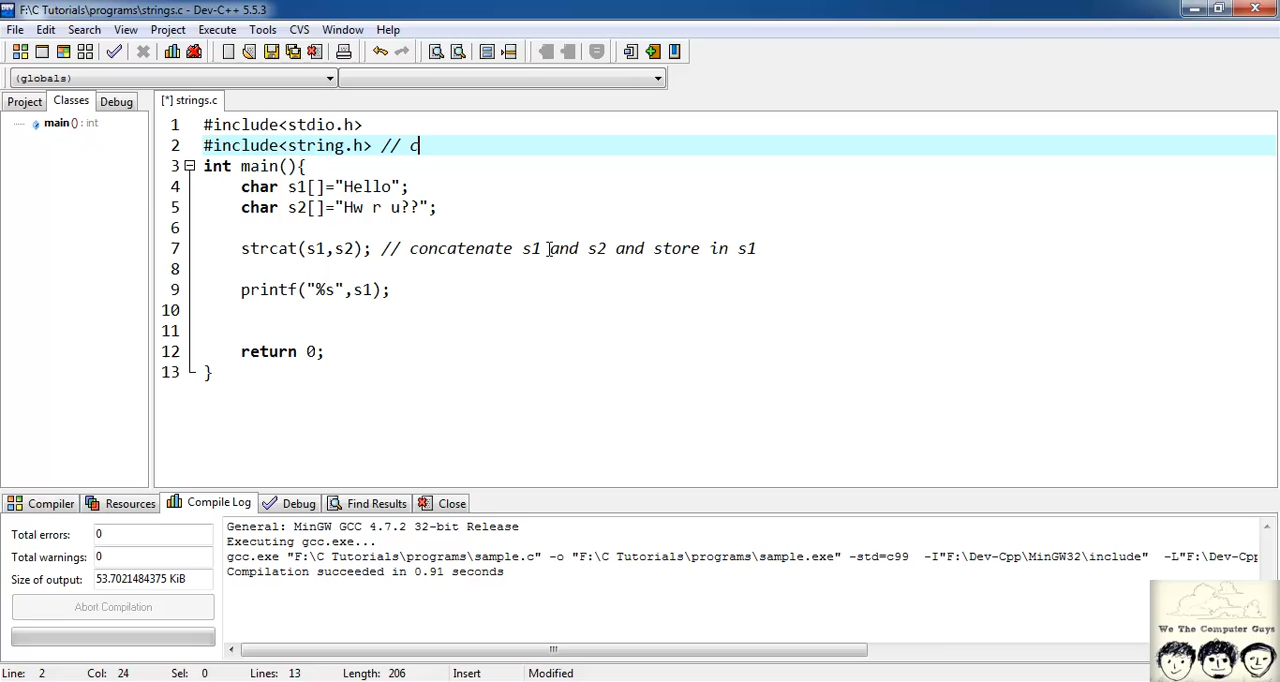 F:\C Tutorials\programs\strings.c - Dev-C++ 5.5.3
File Edit Search View Project Execute Tools CVS Window Help
(globals)
Project Classes Debug
[*] strings.c
main () : int
1 #include<stdio.h>
2 #include<string.h> // c
3 int main(){
4 char s1[]="Hello";
5 char s2[]="Hw r u??";
6
7 strcat(s1,s2); // concatenate s1 and s2 and store in s1
8
9 printf("%s",s1);
10
11
12 return 0;
13 }
Compiler Resources Compile Log Debug Find Results Close
Total errors: 0
Total warnings: 0
Size of output: 53.7021484375 KiB
Abort Compilation
General: MinGW GCC 4.7.2 32-bit Release
Executing gcc.exe...
gcc.exe "F:\C Tutorials\programs\sample.c" -o "F:\C Tutorials\programs\sample.exe" -std=c99 -I"F:\Dev-Cpp\MinGW32\include" -L"F:\Dev-Cpp
Compilation succeeded in 0.91 seconds
We The Computer Guys
Line: 2 Col: 24 Sel: 0 Lines: 13 Length: 206 Insert Modified